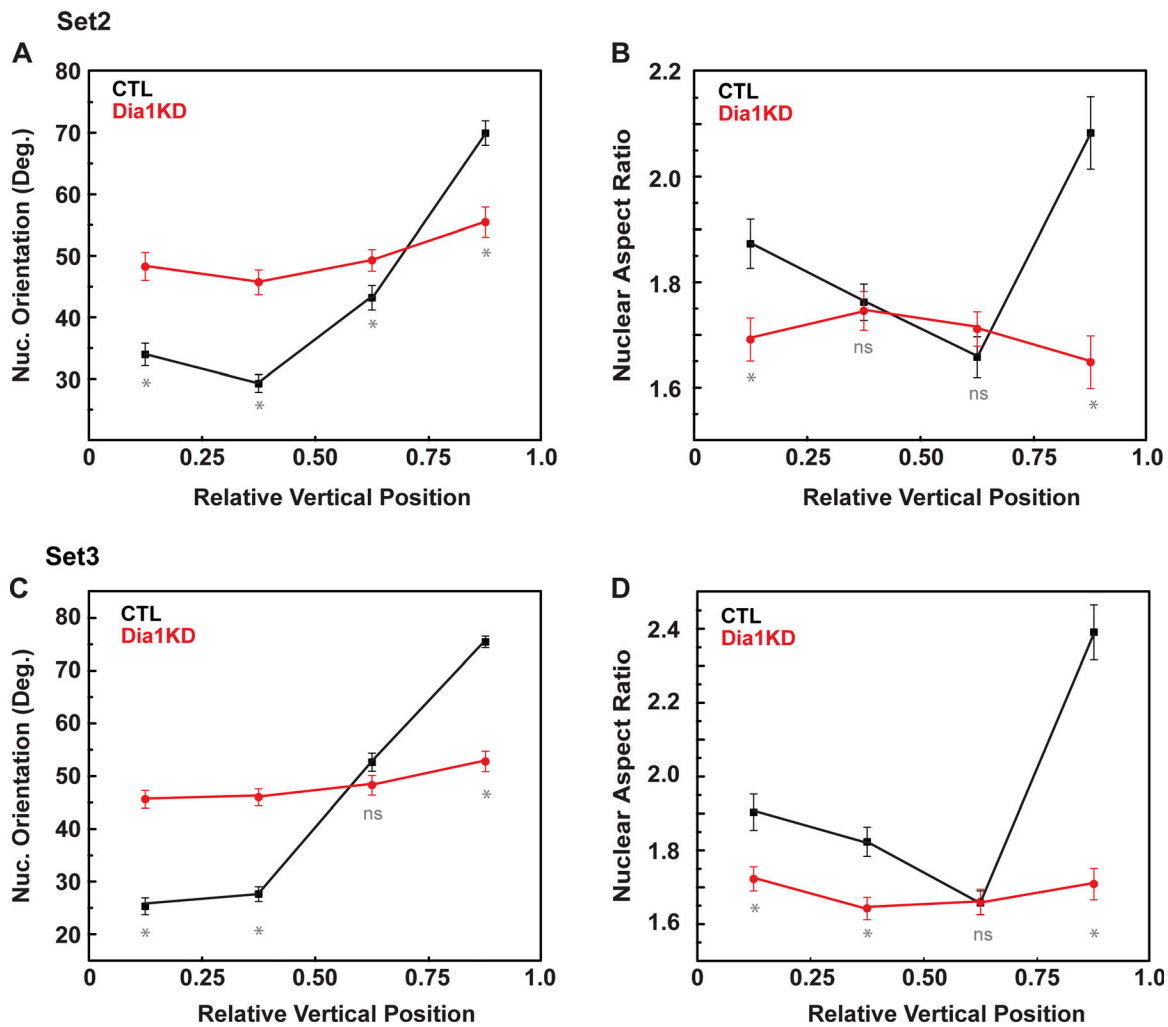 Set2
A
B
CTL
Dia1KD
Nuc. Orientation (Deg.)
80
70
60
50
40
30
*
*
*
*
0
0.25
0.50
0.75
1.0
Relative Vertical Position
CTL
Dia1KD
Nuclear Aspect Ratio
2.2
2.0
1.8
1.6
*
ns
ns
*
0
0.25
0.50
0.75
1.0
Relative Vertical Position
Set3
C
D
CTL
Dia1KD
Nuc. Orientation (Deg.)
80
70
60
50
40
30
20
*
*
ns
*
0
0.25
0.50
0.75
1.0
Relative Vertical Position
CTL
Dia1KD
Nuclear Aspect Ratio
2.4
2.2
2.0
1.8
1.6
*
*
ns
*
0
0.25
0.50
0.75
1.0
Relative Vertical Position